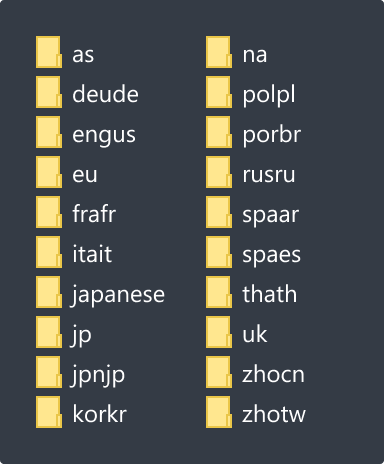 as
deude
engus
eu
frafr
itait
japanese
jp
jpnjp
korkr
na
polpl
porbr
rusru
spaar
spaes
thath
uk
zhocn
zhotw